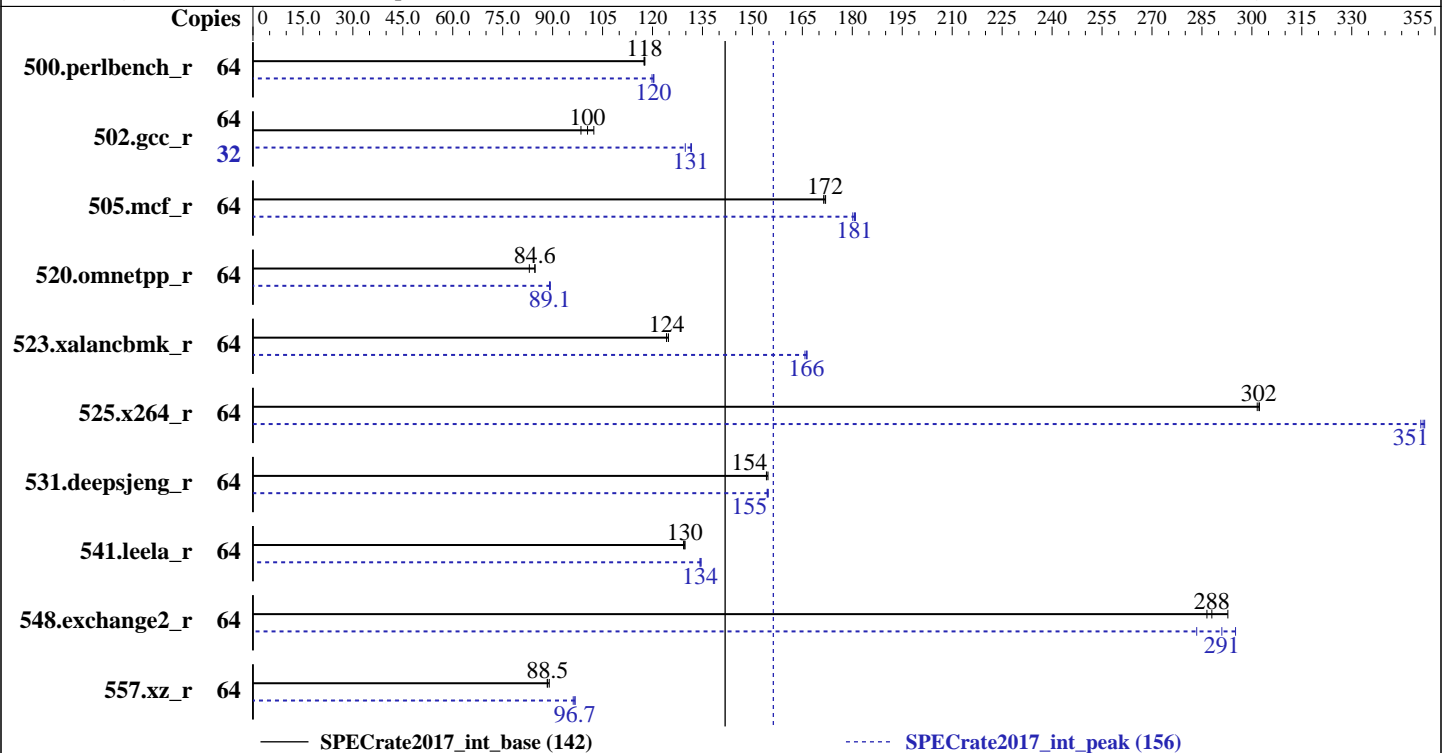 Copies 0 15.0 30.0 45.0 60.0 75.0 90.0 105 120 135 150 165 180 195 210 225 240 255 270 285 300 315 330 355
118
500.perlbench_r 64
120
64 100
502.gcc_r
32 131
172
505.mcf_r 64
181
84.6
520.omnetpp_r 64
89.1
124
523.xalancbmk_r 64
166
302
525.x264_r 64
351
154
531.deepsjeng_r 64
155
130
541.leela_r 64
134
288
548.exchange2_r 64
291
88.5
557.xz_r 64
96.7
SPECrate2017_int_base (142) SPECrate2017_int_peak (156)